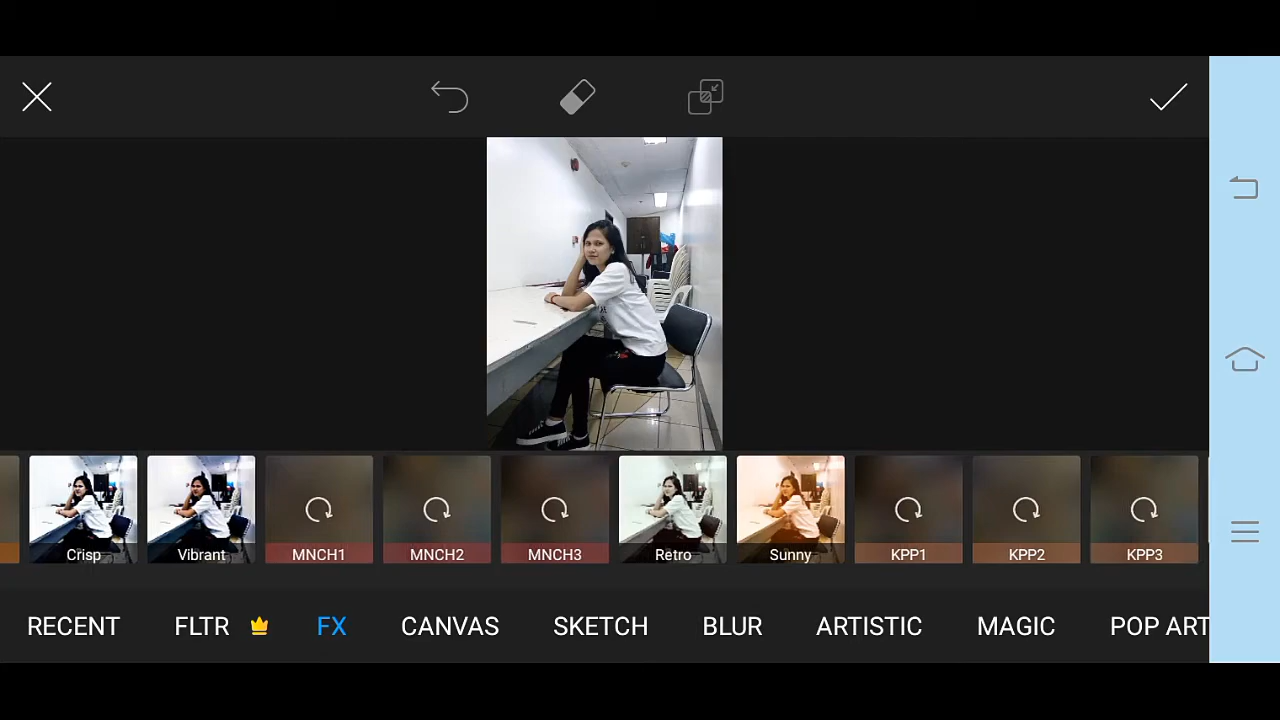 Crisp Vibrant MNCH1 MNCH2 MNCH3 Retro Sunny KPP1 KPP2 KPP3
RECENT FLTR FX CANVAS SKETCH BLUR ARTISTIC MAGIC POP ART